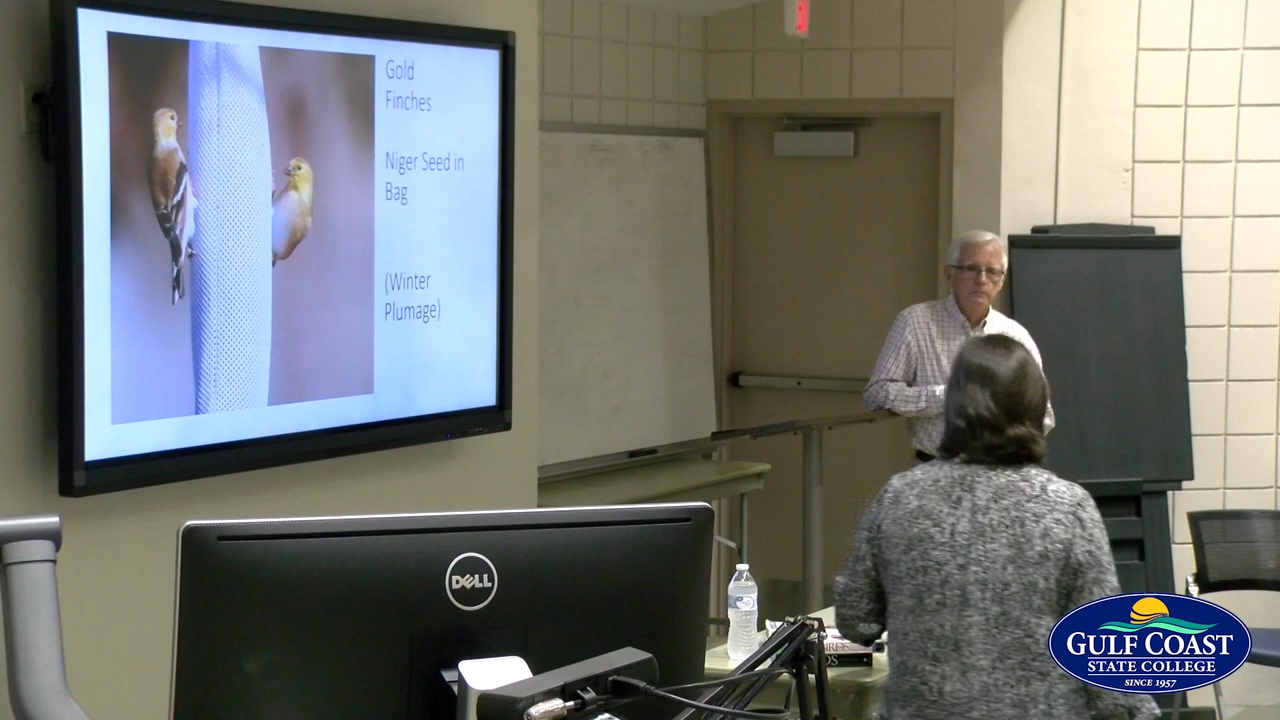 Gold
Finches
Niger Seed in
Bag
(Winter
Plumage)
DELL
GULF COAST
STATE COLLEGE
SINCE 1957